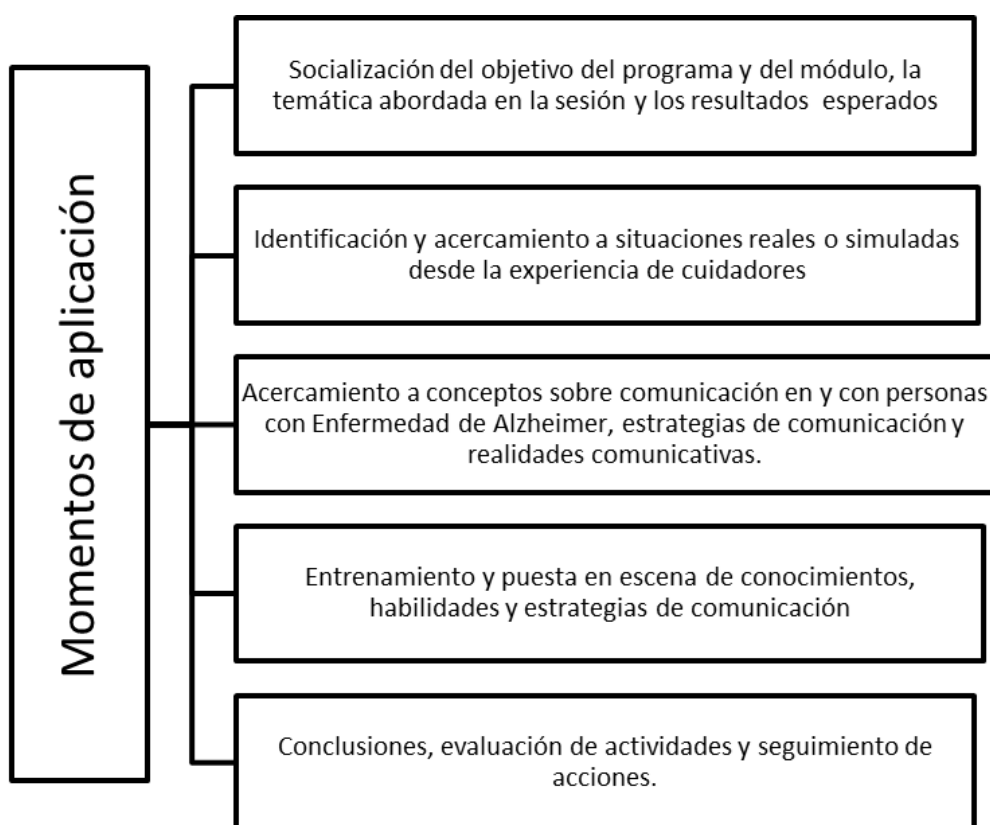 Momentos de aplicación
Socialización del objetivo del programa y del módulo, la
temática abordada en la sesión y los resultados esperados
Identificación y acercamiento a situaciones reales o simuladas
desde la experiencia de cuidadores
Acercamiento a conceptos sobre comunicación en y con personas
con Enfermedad de Alzheimer, estrategias de comunicación y
realidades comunicativas.
Entrenamiento y puesta en escena de conocimientos,
habilidades y estrategias de comunicación
Conclusiones, evaluación de actividades y seguimiento de
acciones.